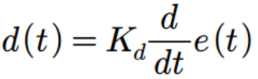 d(t) = K_d \frac{d}{dt} e(t)